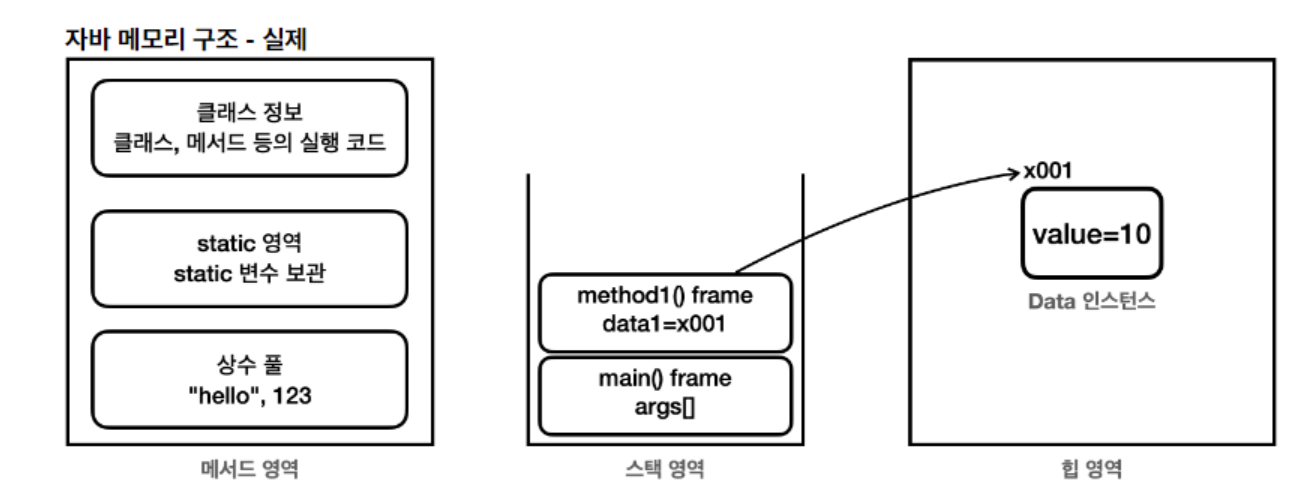 자바 메모리 구조 - 실제
클래스 정보
클래스, 메서드 등의 실행 코드
static 영역
static 변수 보관
상수 풀
"hello", 123
메서드 영역
method1() frame
data1=x001
main() frame
args[]
스택 영역
x001
value=10
Data 인스턴스
힙 영역